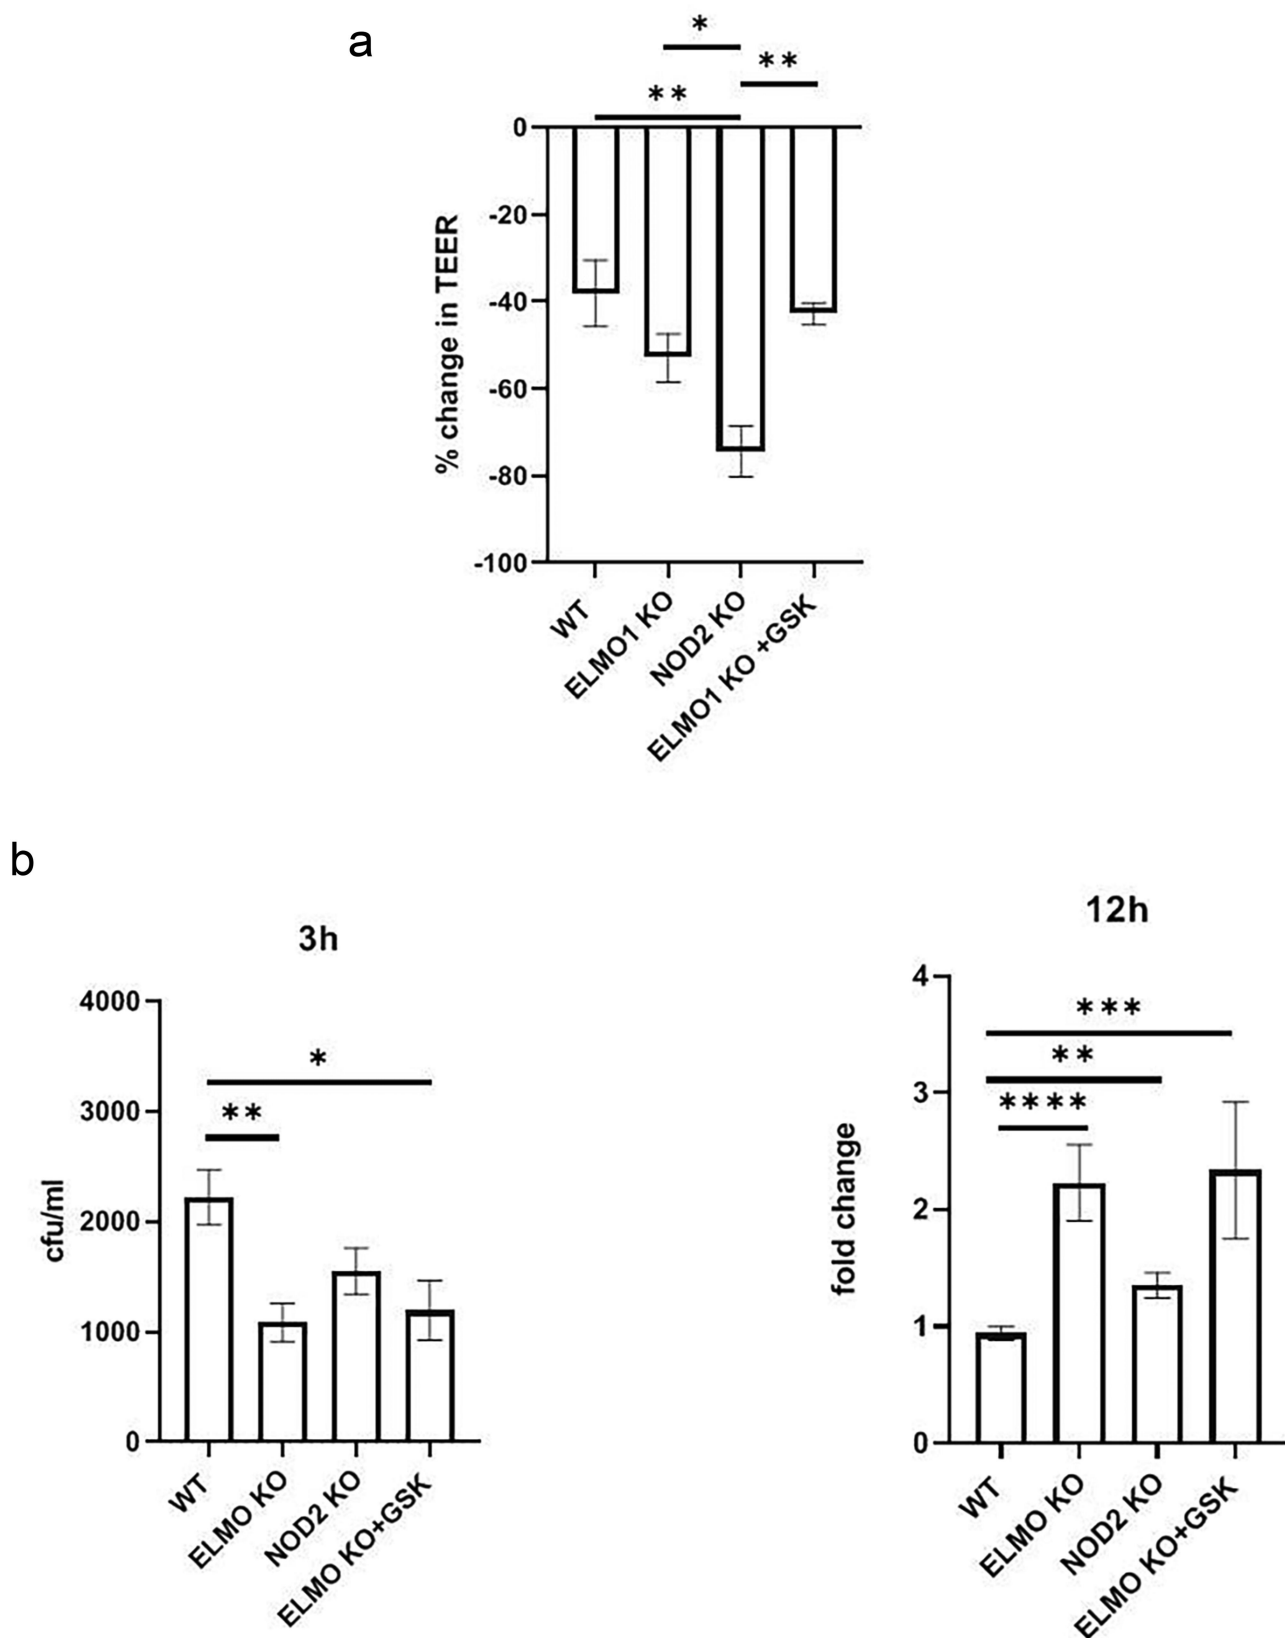 a
*
**
**
0
-20
-40
-60
-80
-100
% change in TEER
WT
ELMO1 KO
NOD2 KO
ELMO1 KO +GSK
b
3h
4000
3000
2000
1000
0
cfu/ml
*
**
WT
ELMO KO
NOD2 KO
ELMO KO+GSK
12h
4
3
2
1
0
fold change
***
**
****
WT
ELMO KO
NOD2 KO
ELMO KO+GSK